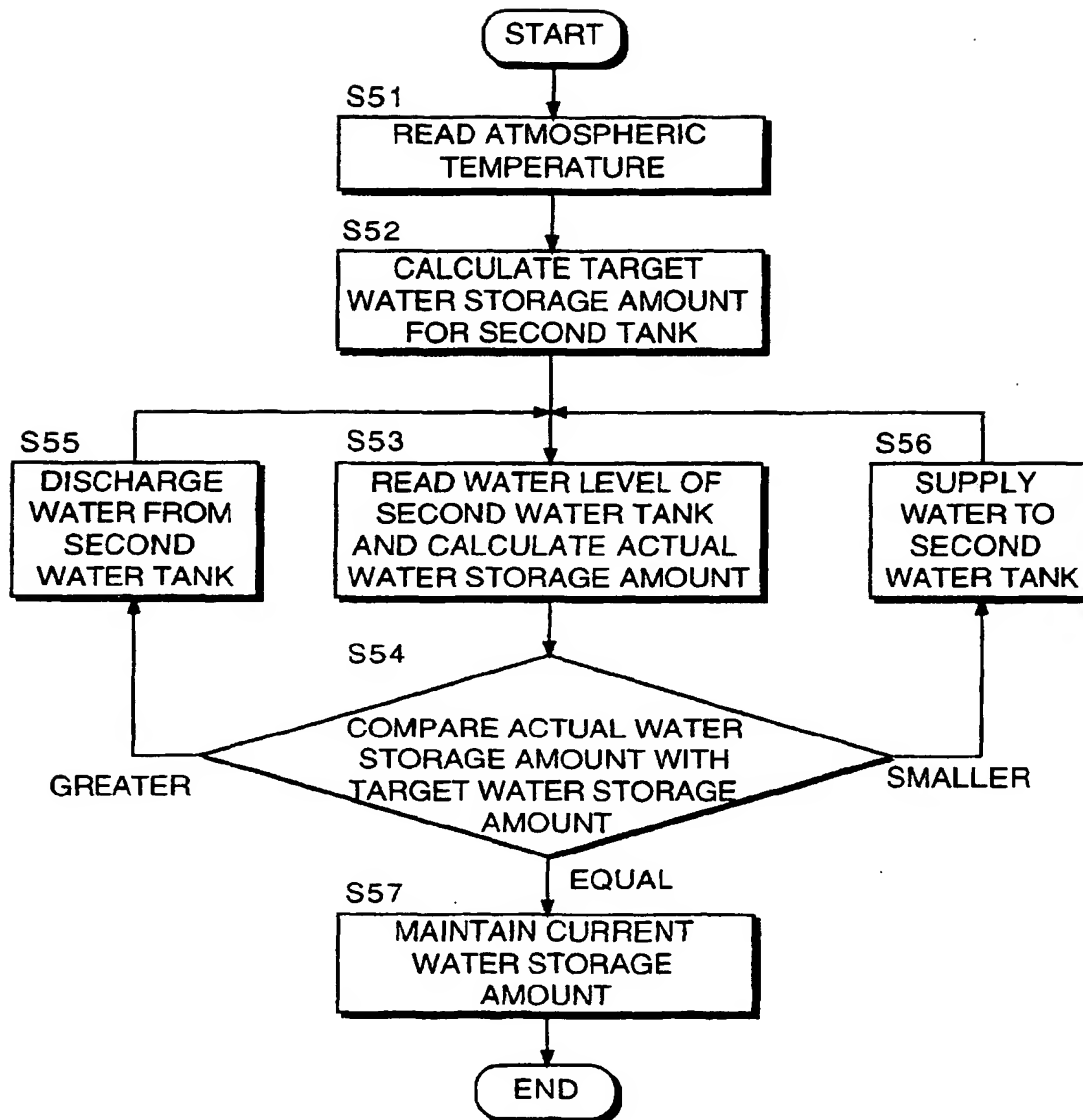 START
S51
READ ATMOSPHERIC
TEMPERATURE
S52
CALCULATE TARGET
WATER STORAGE AMOUNT
FOR SECOND TANK
S55
DISCHARGE
WATER FROM
SECOND
WATER TANK
S53
READ WATER LEVEL OF
SECOND WATER TANK
AND CALCULATE ACTUAL
WATER STORAGE AMOUNT
S56
SUPPLY
WATER TO
SECOND
WATER TANK
S54
COMPARE ACTUAL WATER
STORAGE AMOUNT WITH
TARGET WATER STORAGE
AMOUNT
GREATER
SMALLER
EQUAL
S57
MAINTAIN CURRENT
WATER STORAGE
AMOUNT
END